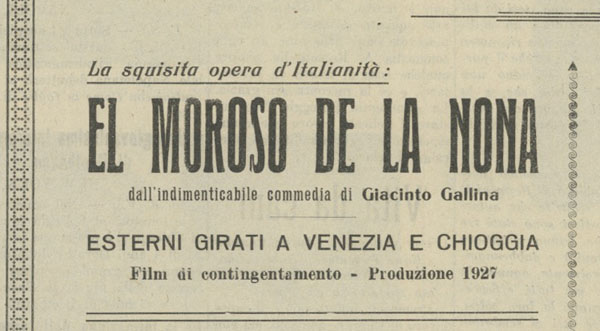 La squisita opera d'Italianità:
EL MOROSO DE LA NONA
dall'indimenticabile commedia di Giacinto Gallina
ESTERNI GIRATI A VENEZIA E CHIOGGIA
Film di contingentamento - Produzione 1927